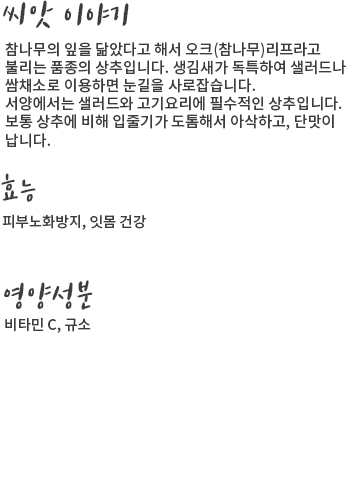 씨앗 이야기
참나무의 잎을 닮았다고 해서 오크(참나무)리프라고
불리는 품종의 상추입니다. 생김새가 독특하여 샐러드나
쌈채소로 이용하면 눈길을 사로잡습니다.
서양에서는 샐러드와 고기요리에 필수적인 상추입니다.
보통 상추에 비해 입줄기가 도톰해서 아삭하고, 단맛이
납니다.
효능
피부노화방지, 잇몸 건강
영양성분
비타민 C, 규소